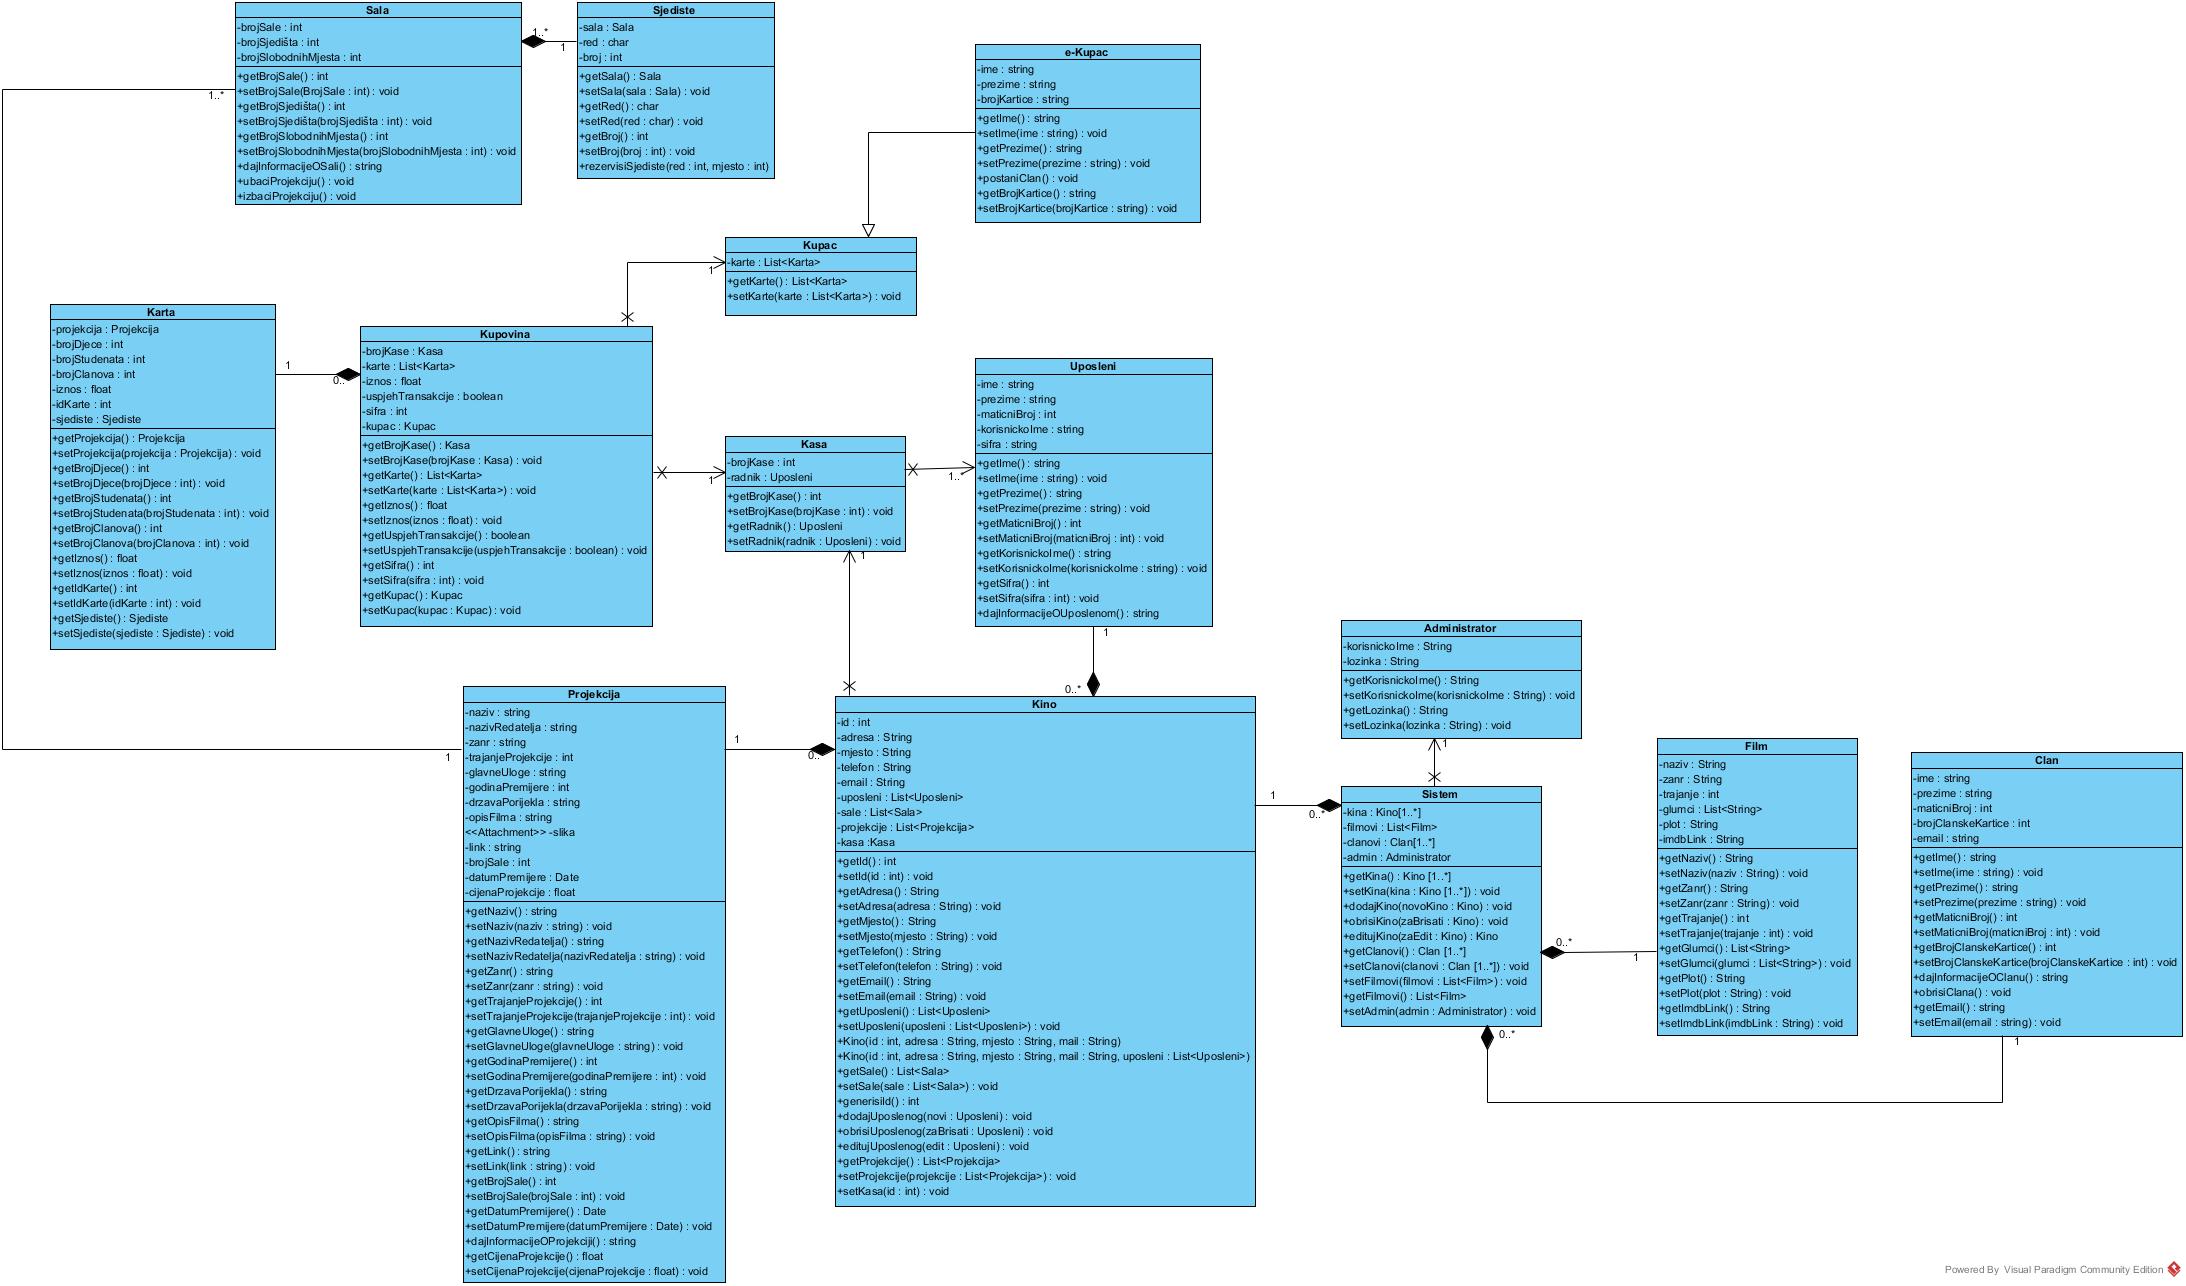 Sala
-brojSale : int
-brojSjedišta : int
-brojSlobodnihMjesta : int
+getBrojSale() : int
+setBrojSale(BrojSale : int) : void
+getBrojSjedišta() : int
+setBrojSjedišta(brojSjedišta : int) : void
+getBrojSlobodnihMjesta() : int
+setBrojSlobodnihMjesta(brojSlobodnihMjesta : int) : void
+dajInformacijeOSali() : string
+ubaciProjekciju() : void
+izbaciProjekciju() : void
1..*
1..*
1
Sjediste
-sala : Sala
-red : char
-broj : int
+getSala() : Sala
+setSala(sala : Sala) : void
+getRed() : char
+setRed(red : char) : void
+getBroj() : int
+setBroj(broj : int) : void
+rezervisiSjediste(red : int, mjesto : int)
e-Kupac
-ime : string
-prezime : string
-brojKartice : string
+getIme() : string
+setIme(ime : string) : void
+getPrezime() : string
+setPrezime(prezime : string) : void
+postaniClan() : void
+getBrojKartice() : string
+setBrojKartice(brojKartice : string) : void
Kupac
-karte : List<Karta>
+getKarte() : List<Karta>
+setKarte(karte : List<Karta>) : void
1
Karta
-projekcija : Projekcija
-brojDjece : int
-brojStudenata : int
-brojClanova : int
-iznos : float
-idKarte : int
-sjediste : Sjediste
+getProjekcija() : Projekcija
+setProjekcija(projekcija : Projekcija) : void
+getBrojDjece() : int
+setBrojDjece(brojDjece : int) : void
+getBrojStudenata() : int
+setBrojStudenata(brojStudenata : int) : void
+getBrojClanova() : int
+setBrojClanova(brojClanova : int) : void
+getIznos() : float
+setIznos(iznos : float) : void
+getIdKarte() : int
+setIdKarte(idKarte : int) : void
+getSjediste() : Sjediste
+setSjediste(sjediste : Sjediste) : void
1
0..
Kupovina
-brojKase : Kasa
-karte : List<Karta>
-iznos : float
-uspjehTransakcije : boolean
-sifra : int
-kupac : Kupac
+getBrojKase() : Kasa
+setBrojKase(brojKase : Kasa) : void
+getKarte() : List<Karta>
+setKarte(karte : List<Karta>) : void
+getIznos() : float
+setIznos(iznos : float) : void
+getUspjehTransakcije() : boolean
+setUspjehTransakcije(uspjehTransakcije : boolean) : void
+getSifra() : int
+setSifra(sifra : int) : void
+getKupac() : Kupac
+setKupac(kupac : Kupac) : void
1
Kasa
-brojKase : int
-radnik : Uposleni
+getBrojKase() : int
+setBrojKase(brojKase : int) : void
+getRadnik() : Uposleni
+setRadnik(radnik : Uposleni) : void
1
1..*
Uposleni
-ime : string
-prezime : string
-maticniBroj : int
-korisnickoIme : string
-sifra : string
+getIme() : string
+setIme(ime : string) : void
+getPrezime() : string
+setPrezime(prezime : string) : void
+getMaticniBroj() : int
+setMaticniBroj(maticniBroj : int) : void
+getKorisnickoIme() : string
+setKorisnickoIme(korisnickoIme : string) : void
+getSifra() : int
+setSifra(sifra : int) : void
+dajInformacijeOUposlenom() : string
1
0..*
Projekcija
-naziv : string
-nazivRedatelja : string
-zanr : string
-trajanjeProjekcije : int
-glavneUloge : string
-godinaPremijere : int
-drzavaPorijekla : string
-opisFilma : string
<<Attachment>> -slika
-link : string
-brojSale : int
-datumPremijere : Date
-cijenaProjekcije : float
+getNaziv() : string
+setNaziv(naziv : string) : void
+getNazivRedatelja() : string
+setNazivRedatelja(nazivRedatelja : string) : void
+getZanr() : string
+setZanr(zanr : string) : void
+getTrajanjeProjekcije() : int
+setTrajanjeProjekcije(trajanjeProjekcije : int) : void
+getGlavneUloge() : string
+setGlavneUloge(glavneUloge : string) : void
+getGodinaPremijere() : int
+setGodinaPremijere(godinaPremijere : int) : void
+getDrzavaPorijekla() : string
+setDrzavaPorijekla(drzavaPorijekla : string) : void
+getOpisFilma() : string
+setOpisFilma(opisFilma : string) : void
+getLink() : string
+setLink(link : string) : void
+getBrojSale() : int
+setBrojSale(brojSale : int) : void
+getDatumPremijere() : Date
+setDatumPremijere(datumPremijere : Date) : void
+dajInformacijeOProjekciji() : string
+getCijenaProjekcije() : float
+setCijenaProjekcije(cijenaProjekcije : float) : void
1
1
0..
Kino
-id : int
-adresa : String
-mjesto : String
-telefon : String
-email : String
-uposleni : List<Uposleni>
-sale : List<Sala>
-projekcije : List<Projekcija>
-kasa :Kasa
+getId() : int
+setId(id : int) : void
+getAdresa() : String
+setAdresa(adresa : String) : void
+getMjesto() : String
+setMjesto(mjesto : String) : void
+getTelefon() : String
+setTelefon(telefon : String) : void
+getEmail() : String
+setEmail(email : String) : void
+getUposleni() : List<Uposleni>
+setUposleni(uposleni : List<Uposleni>) : void
+Kino(id : int, adresa : String, mjesto : String, mail : String)
+Kino(id : int, adresa : String, mjesto : String, mail : String, uposleni : List<Uposleni>)
+getSale() : List<Sala>
+setSale(sale : List<Sala>) : void
+generisiId() : int
+dodajUposlenog(novi : Uposleni) : void
+obrisiUposlenog(zaBrisati : Uposleni) : void
+editujUposlenog(edit : Uposleni) : void
+getProjekcije() : List<Projekcija>
+setProjekcije(projekcije : List<Projekcija>) : void
+setKasa(id : int) : void
1
0..*
Administrator
-korisnickoIme : String
-lozinka : String
+getKorisnickoIme() : String
+setKorisnickoIme(korisnickoIme : String) : void
+getLozinka() : String
+setLozinka(lozinka : String) : void
1
Sistem
-kina : Kino[1..*]
-filmovi : List<Film>
-clanovi : Clan[1..*]
-admin : Administrator
+getKina() : Kino [1..*]
+setKina(kina : Kino [1..*]) : void
+dodajKino(novoKino : Kino) : void
+obrisiKino(zaBrisati : Kino) : void
+editujKino(zaEdit : Kino) : Kino
+getClanovi() : Clan [1..*]
+setClanovi(clanovi : Clan [1..*]) : void
+setFilmovi(filmovi : List<Film>) : void
+getFilmovi() : List<Film>
+setAdmin(admin : Administrator) : void
0..*
1
0..*
Film
-naziv : String
-zanr : String
-trajanje : int
-glumci : List<String>
-plot : String
-imdbLink : String
+getNaziv() : String
+setNaziv(naziv : String) : void
+getZanr() : String
+setZanr(zanr : String) : void
+getTrajanje() : int
+setTrajanje(trajanje : int) : void
+getGlumci() : List<String>
+setGlumci(glumci : List<String>) : void
+getPlot() : String
+setPlot(plot : String) : void
+getImdbLink() : String
+setImdbLink(imdbLink : String) : void
Clan
-ime : string
-prezime : string
-maticniBroj : int
-brojClanskeKartice : int
-email : string
+getIme() : string
+setIme(ime : string) : void
+getPrezime() : string
+setPrezime(prezime : string) : void
+getMaticniBroj() : int
+setMaticniBroj(maticniBroj : int) : void
+getBrojClanskeKartice() : int
+setBrojClanskeKartice(brojClanskeKartice : int) : void
+dajInformacijeOClanu() : string
+obrisiClana() : void
+getEmail() : string
+setEmail(email : string) : void
1
Powered By Visual Paradigm Community Edition